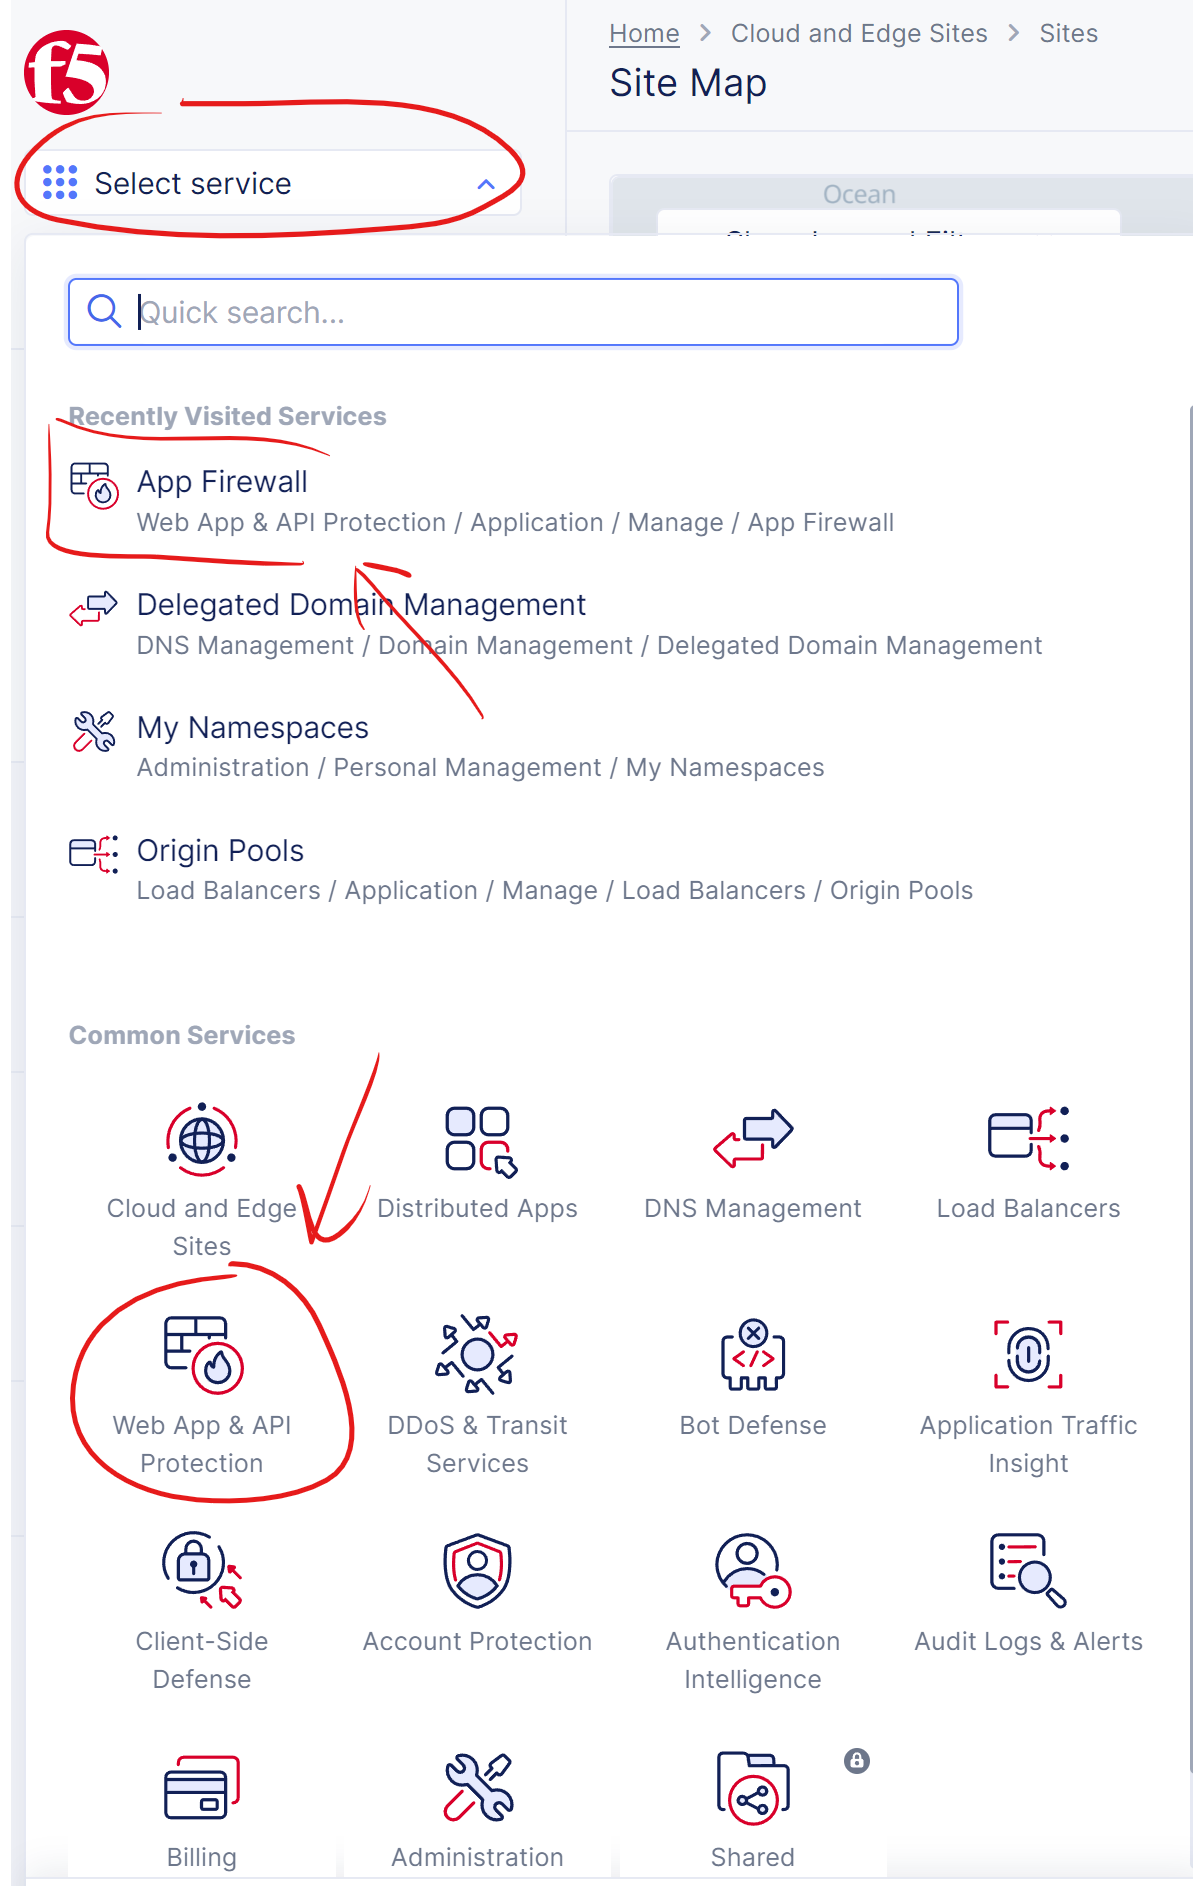 f5
Home > Cloud and Edge Sites > Sites
Site Map
Select service
Ocean
Quick search...
Recently Visited Services
App Firewall
Web App & API Protection / Application / Manage / App Firewall
Delegated Domain Management
DNS Management / Domain Management / Delegated Domain Management
My Namespaces
Administration / Personal Management / My Namespaces
Origin Pools
Load Balancers / Application / Manage / Load Balancers / Origin Pools
Common Services
Cloud and Edge
Sites
Distributed Apps
DNS Management
Load Balancers
Web App & API
Protection
DDoS & Transit
Services
Bot Defense
Application Traffic
Insight
Client-Side
Defense
Account Protection
Authentication
Intelligence
Audit Logs & Alerts
Billing
Administration
Shared